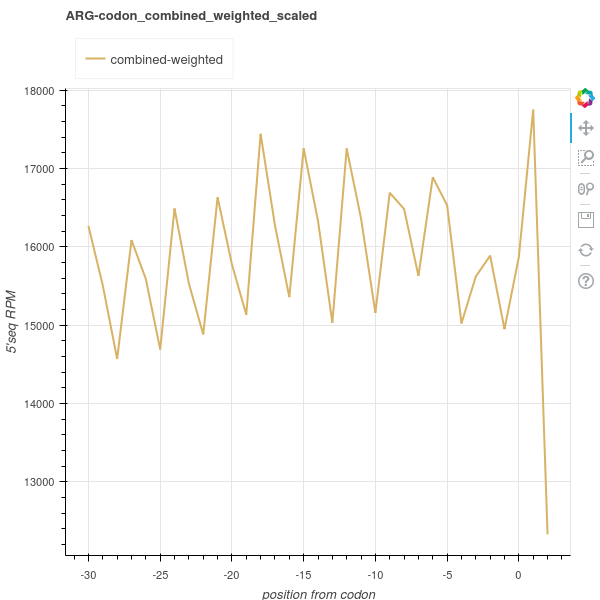 ARG-codon_combined_weighted_scaled
combined-weighted
18000
17000
16000
15000
14000
13000
5'seq RPM
-30 -25 -20 -15 -10 -5 0
position from codon